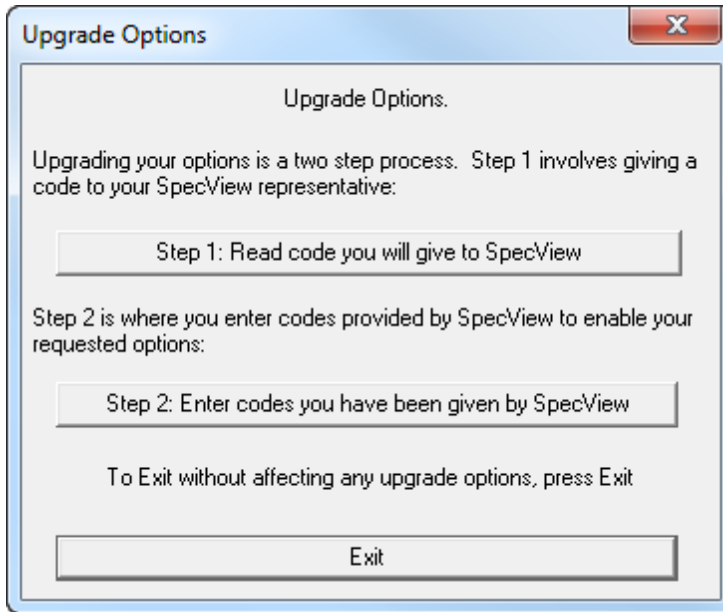 Upgrade Options
Upgrade Options.
Upgrading your options is a two step process.  Step 1 involves giving a
code to your SpecView representative:
Step 1: Read code you will give to SpecView
Step 2 is where you enter codes provided by SpecView to enable your
requested options:
Step 2: Enter codes you have been given by SpecView
To Exit without affecting any upgrade options, press Exit
Exit